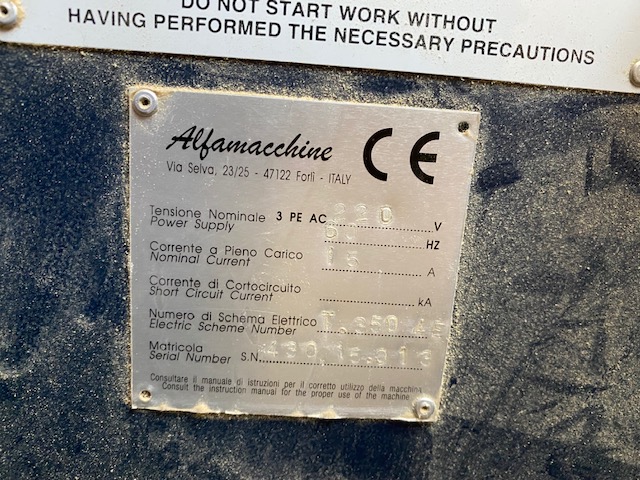 DO NOT START WORK WITHOUT
HAVING PERFORMED THE NECESSARY PRECAUTIONS
Alfamacchine CE
Via Selva, 23/25 - 47122 Forlì - ITALY
Tensione Nominale 3 PE AC 220 V
Power Supply HZ
Corrente a Pieno Carico
Nominal Current A
Corrente di Cortocircuito
Short Circuit Current kA
Numero di Schema Elettrico
Electric Scheme Number
Matricola
Serial Number S.N.
Consultare il manuale di istruzioni per il corretto utilizzo della macchina
Consult the instruction manual for the proper use of the machine